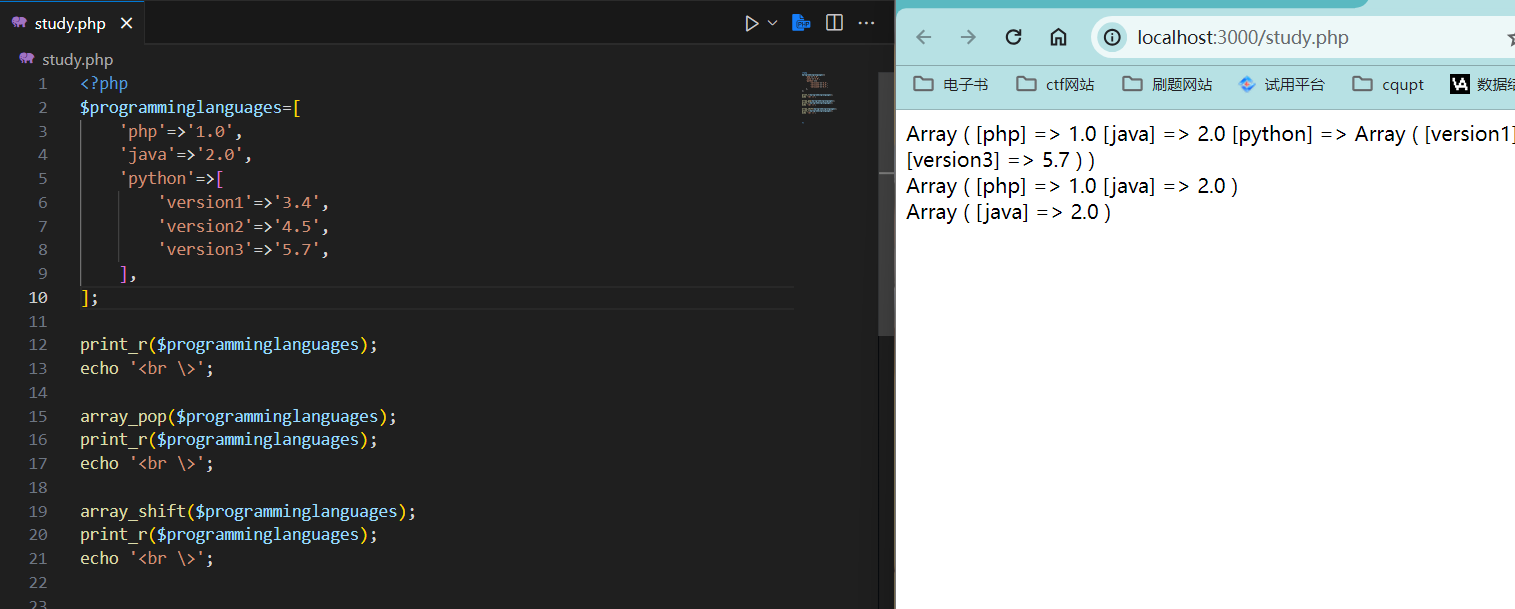 study.php
study.php
1 <?php
2 $programminglanguages=[
3 'php'=>'1.0',
4 'java'=>'2.0',
5 'python'=>[
6 'version1'=>'3.4',
7 'version2'=>'4.5',
8 'version3'=>'5.7',
9 ],
10 ];
11
12 print_r($programminglanguages);
13 echo '<br \>';
14
15 array_pop($programminglanguages);
16 print_r($programminglanguages);
17 echo '<br \>';
18
19 array_shift($programminglanguages);
20 print_r($programminglanguages);
21 echo '<br \>';
22
23
localhost:3000/study.php
电子书 ctf网站 刷题网站 试用平台 cqupt 数据
Array ( [php] => 1.0 [java] => 2.0 [python] => Array ( [version1]
[version3] => 5.7 ) )
Array ( [php] => 1.0 [java] => 2.0 )
Array ( [java] => 2.0 )